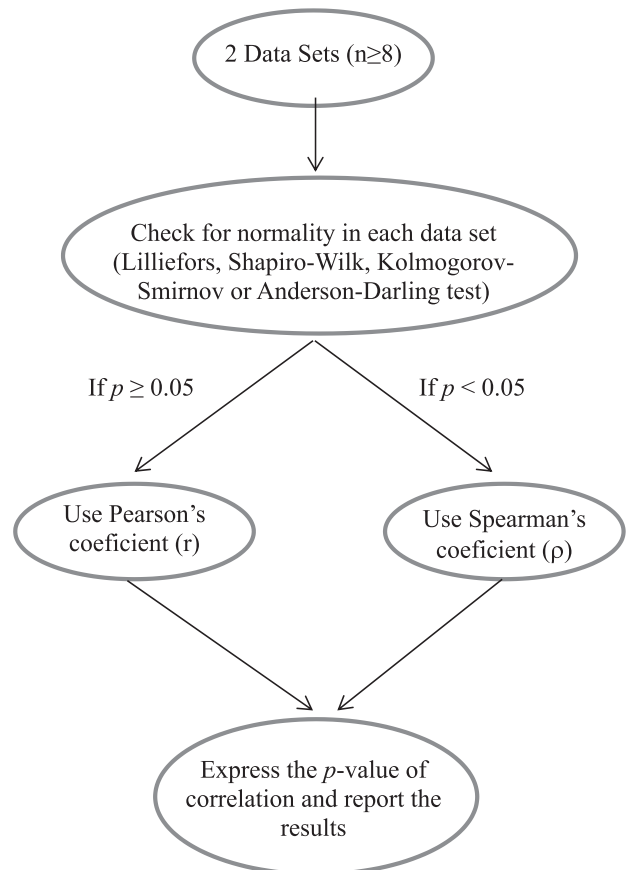 2 Data Sets (n≥8)
Check for normality in each data set
(Lilliefors, Shapiro-Wilk, Kolmogorov-
Smirnov or Anderson-Darling test)
If p ≥ 0.05
If p < 0.05
Use Pearson’s
coeficient (r)
Use Spearman’s
coeficient (ρ)
Express the p-value of
correlation and report the
results